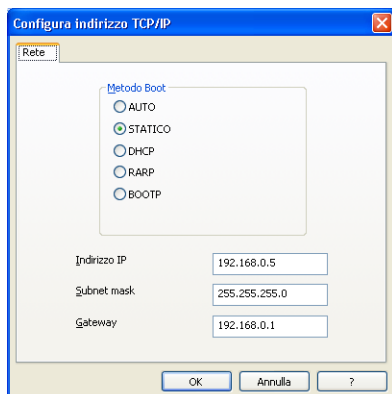 Configura indirizzo TCP/IP
Rete
Metodo Boot
AUTO
STATICO
DHCP
RARP
BOOTP
Indirizzo IP 192.168.0.5
Subnet mask 255.255.255.0
Gateway 192.168.0.1
OK Annulla ?